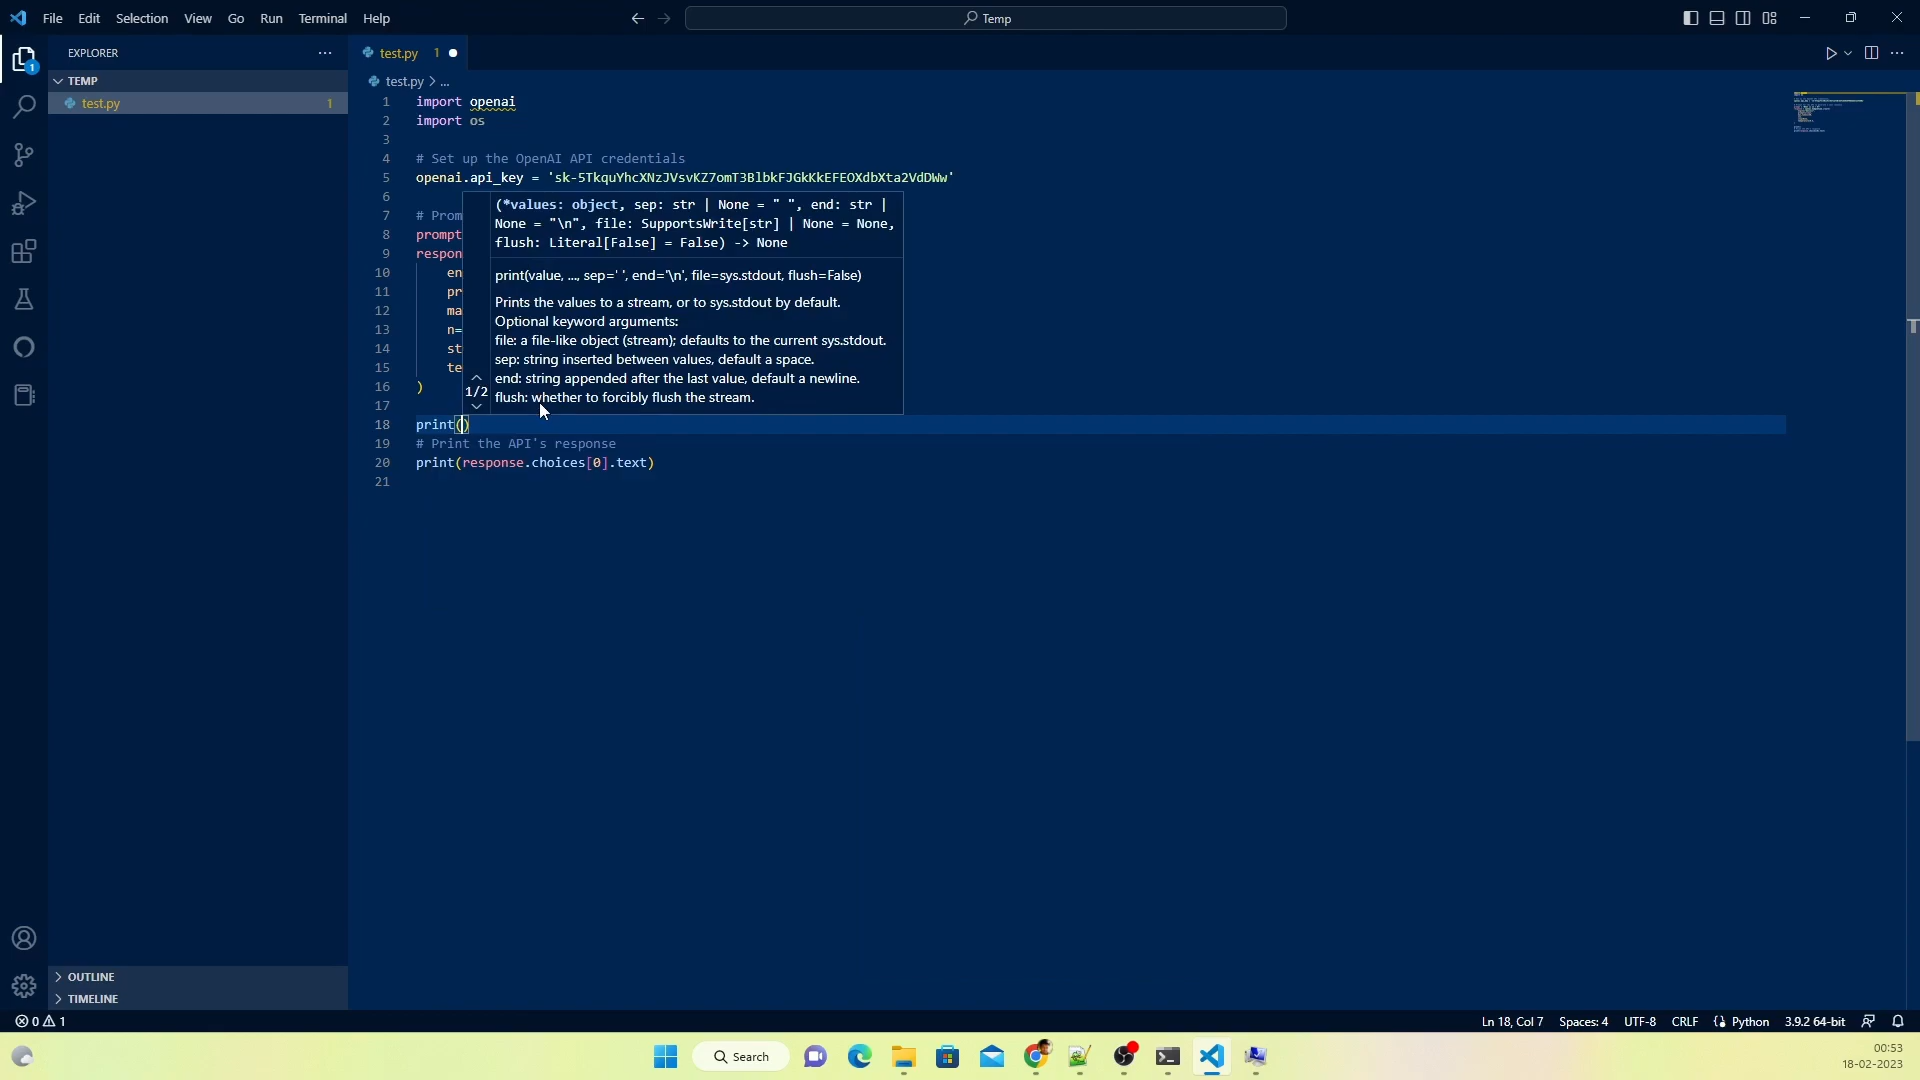 File Edit Selection View Go Run Terminal Help
Temp
EXPLORER
TEMP
test.py 1
1
test.py 1
test.py > ...
1 import openai
2 import os
3
4 # Set up the OpenAI API credentials
5 openai.api_key = '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'
6
7 # Prom
8 prompt
9 respon
10 en
11 pr
12 ma
13 n=
14 st
15 te
16 )
17
18 print()
19 # Print the API's response
20 print(response.choices[0].text)
21
(*values: object, sep: str | None = " ", end: str |
None = "\n", file: SupportsWrite[str] | None = None,
flush: Literal[False] = False) -> None
print(value, ..., sep=' ', end='\n', file=sys.stdout, flush=False)
Prints the values to a stream, or to sys.stdout by default.
Optional keyword arguments:
file: a file-like object (stream); defaults to the current sys.stdout.
sep: string inserted between values, default a space.
end: string appended after the last value, default a newline.
flush: whether to forcibly flush the stream.
1/2
OUTLINE
TIMELINE
0 1
Ln 18, Col 7 Spaces: 4 UTF-8 CRLF Python 3.9.2 64-bit
Search
00:53
18-02-2023